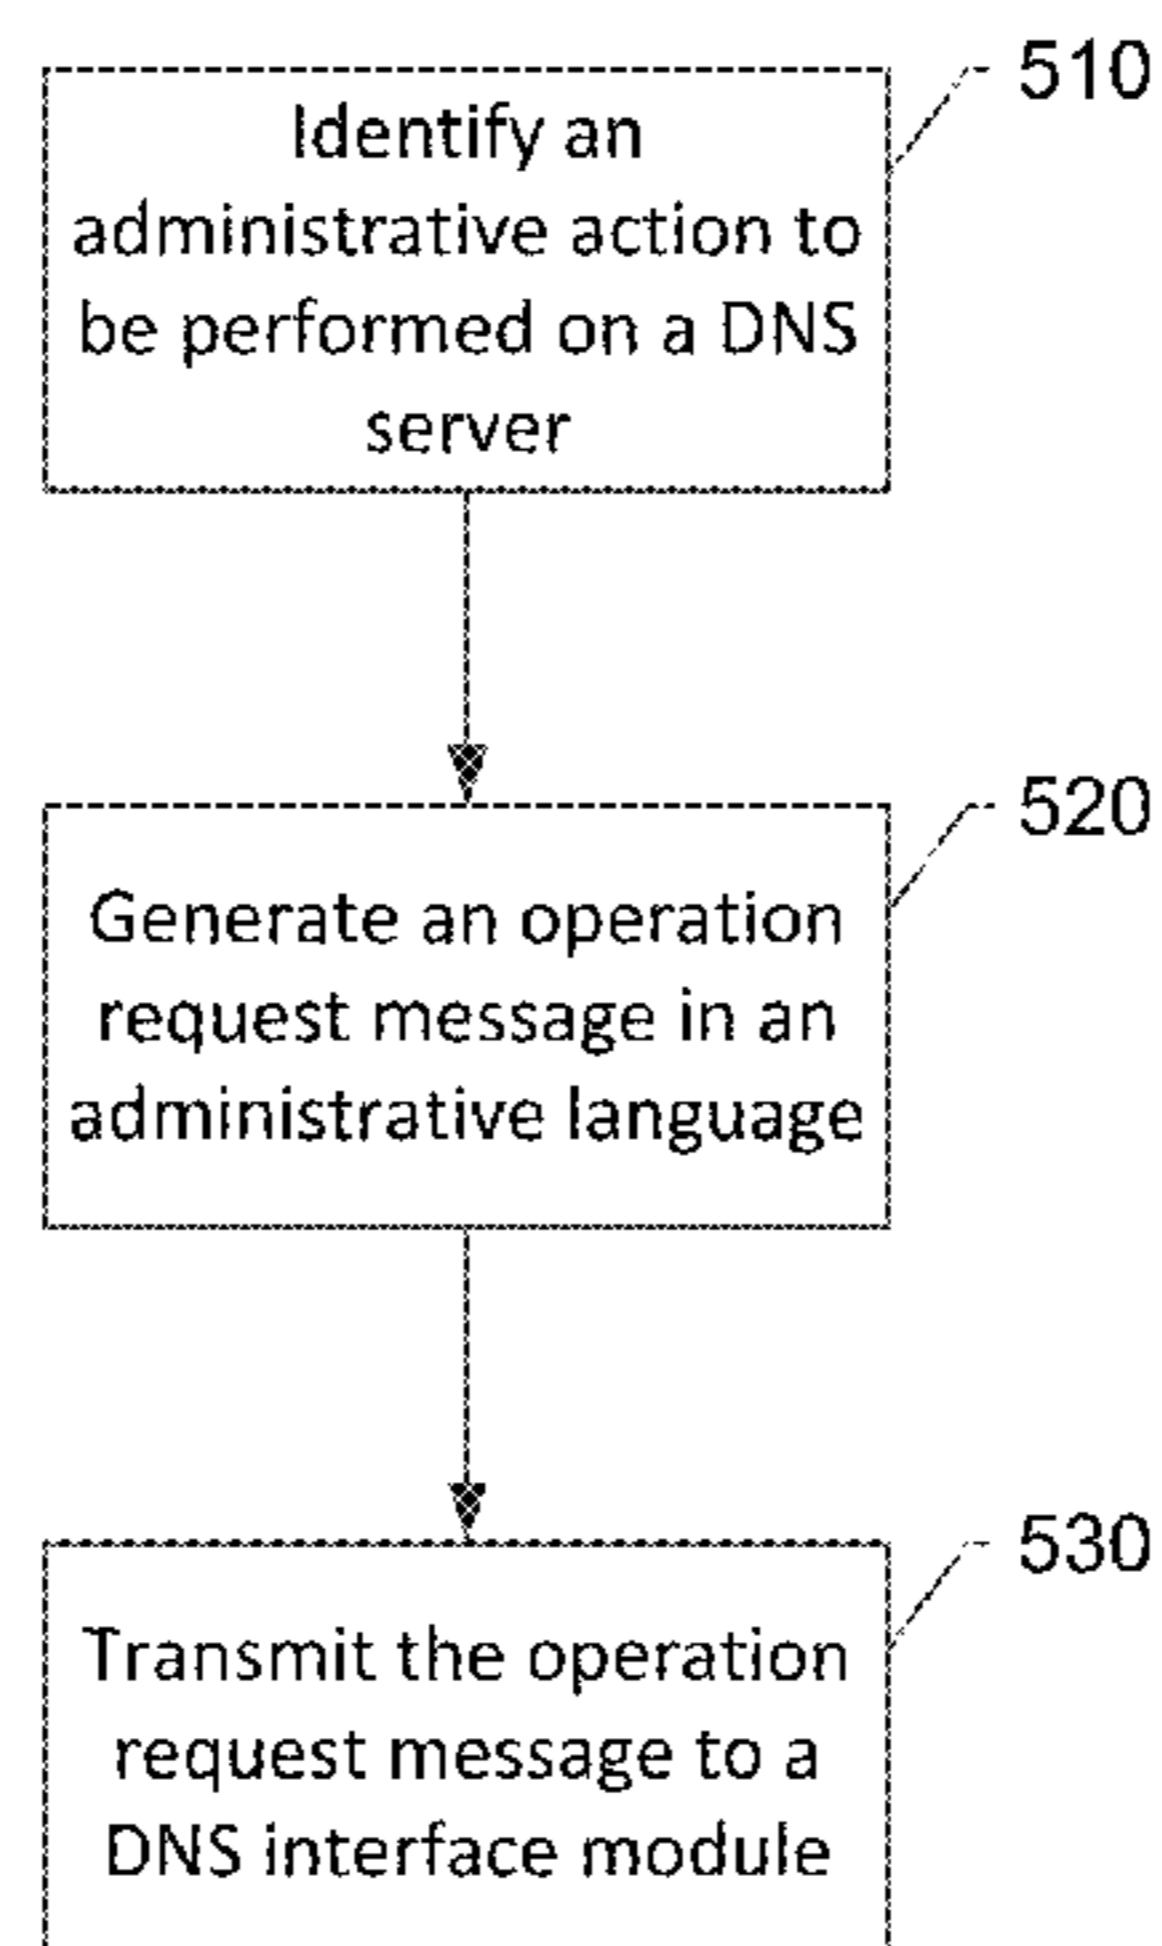 510
Identify an
administrative action to
be performed on a DNS
server
520
Generate an operation
request message in an
administrative language
530
Transmit the operation
request message to a
DNS interface module